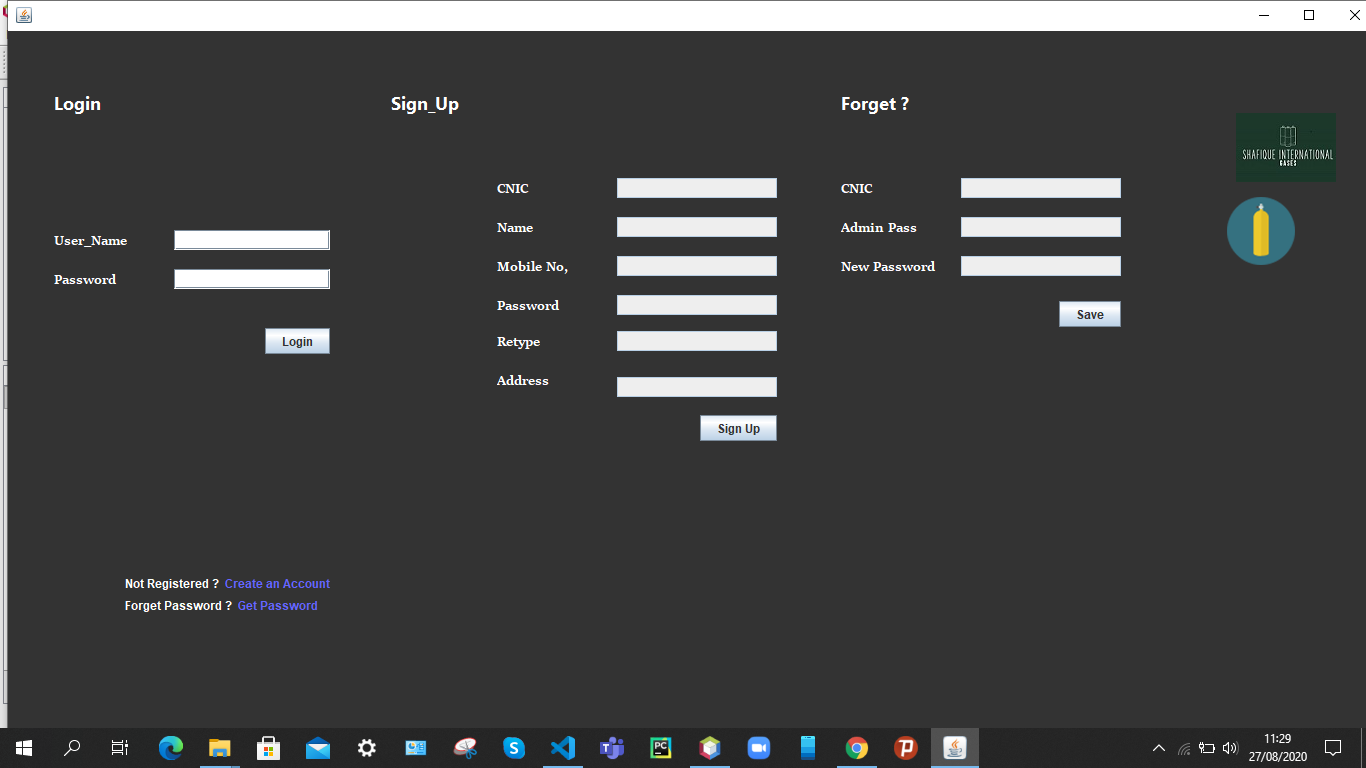 Login
User_Name
Password
Login
Not Registered ? Create an Account
Forget Password ? Get Password
Sign_Up
CNIC
Name
Mobile No,
Password
Retype
Address
Sign Up
Forget ?
CNIC
Admin Pass
New Password
Save
SHAFIQUE INTERNATIONAL
GASES
S
PC
P
11:29
27/08/2020